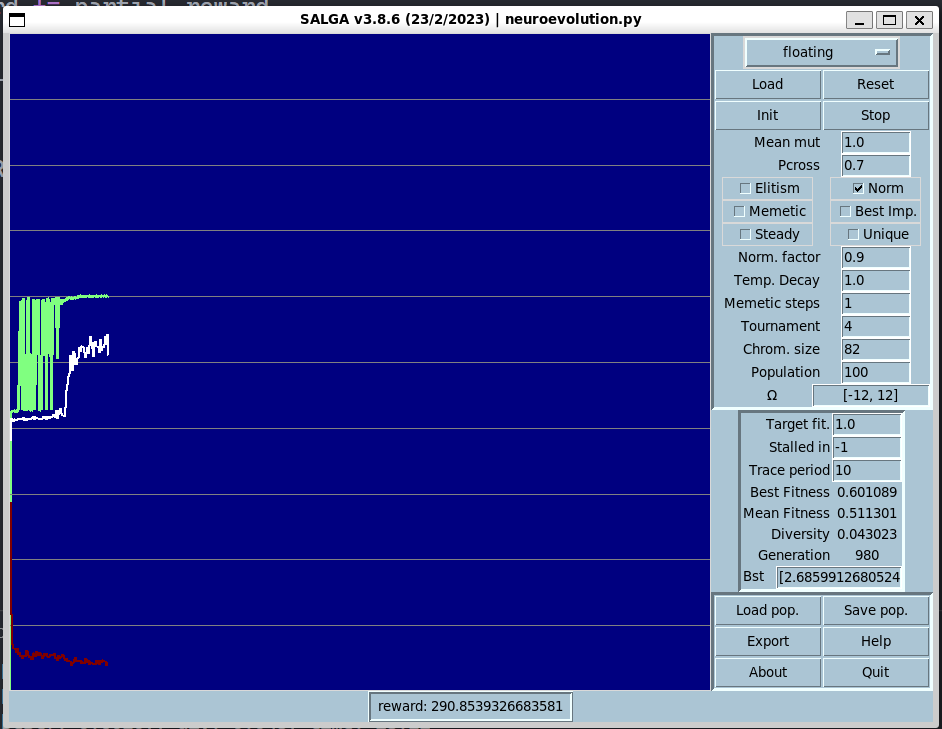 partial reward
SALGA v3.8.6 (23/2/2023) | neuroevolution.py
floating
Load Reset
Init Stop
Mean mut 1.0
Pcross 0.7
Elitism Norm
Memetic Best Imp.
Steady Unique
Norm. factor 0.9
Temp. Decay 1.0
Memetic steps 1
Tournament 4
Chrom. size 82
Population 100
Ω [-12, 12]
Target fit. 1.0
Stalled in -1
Trace period 10
Best Fitness 0.601089
Mean Fitness 0.511301
Diversity 0.043023
Generation 980
Bst [2.6859912680524
Load pop. Save pop.
Export Help
About Quit
reward: 290.8539326683581